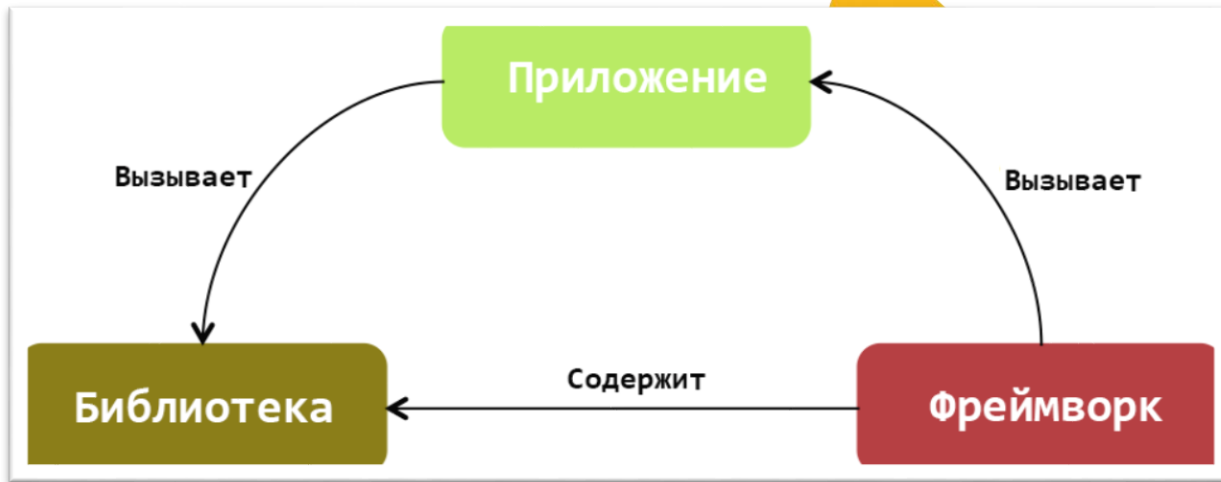 Приложение
Вызывает
Вызывает
Содержит
Библиотека
Фреймворк